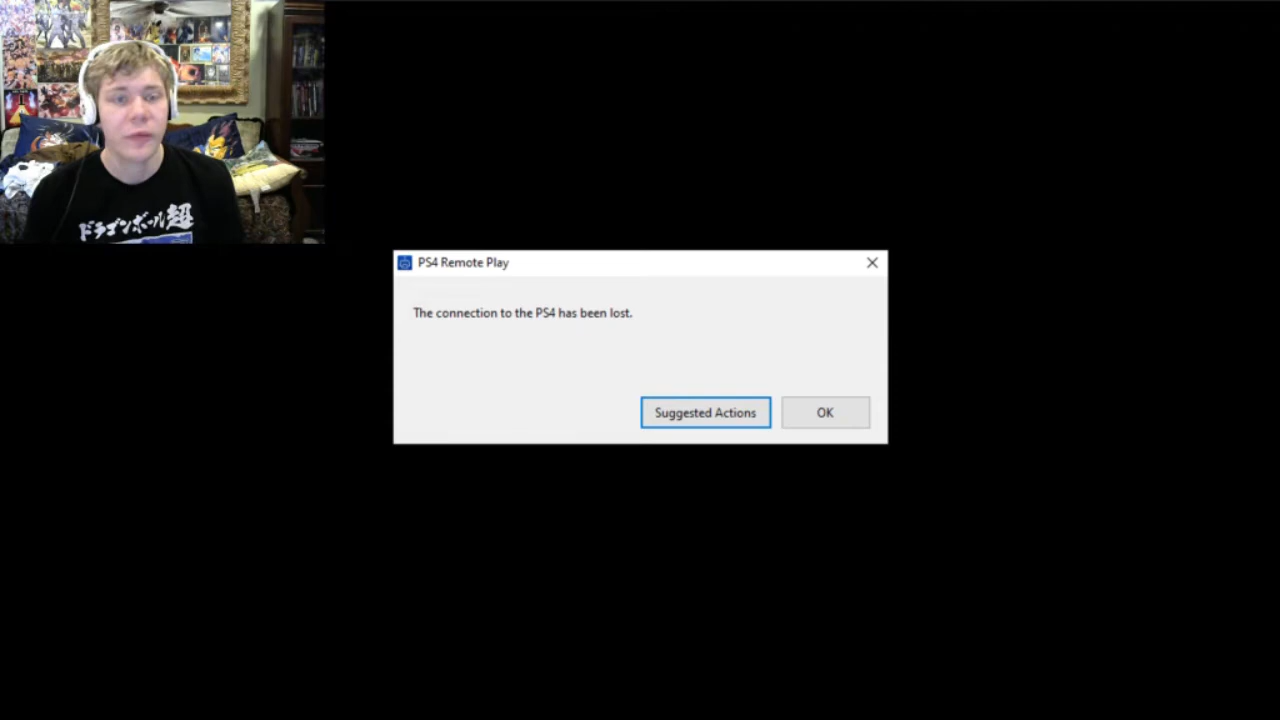 ドラゴンボール超
PS4 Remote Play
The connection to the PS4 has been lost.
Suggested Actions
OK